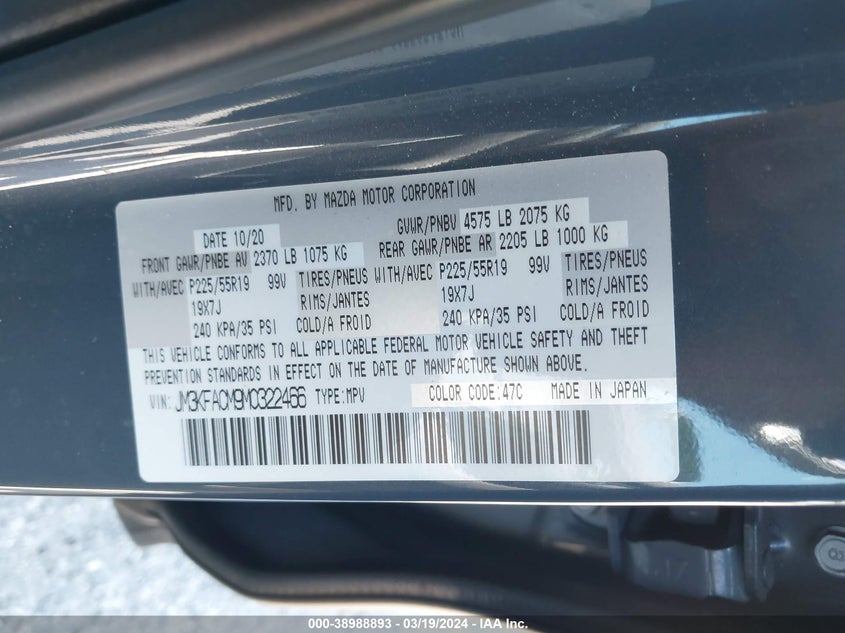 MFD. BY MAZDA MOTOR CORPORATION
DATE 10/20 GVWR/PNBV 4575 LB 2075 KG
FRONT GAWR/PNBE AV 2370 LB 1075 KG REAR GAWR/PNBE AR 2205 LB 1000 KG
WITH/AVEC P225/55R19 99V TIRES/PNEUS WITH/AVEC P225/55R19 99V TIRES/PNEUS
19X7J RIMS/JANTES 19X7J RIMS/JANTES
240 KPA/35 PSI COLD/A FROID 240 KPA/35 PSI COLD/A FROID
THIS VEHICLE CONFORMS TO ALL APPLICABLE FEDERAL MOTOR VEHICLE SAFETY AND THEFT
PREVENTION STANDARDS IN EFFECT ON THE DATE OF MANUFACTURE SHOWN ABOVE.
VIN: JM3KFACM9M0322466 TYPE:MPV COLOR CODE:47C MADE IN JAPAN
000-38988893 - 03/19/2024 - IAA Inc.